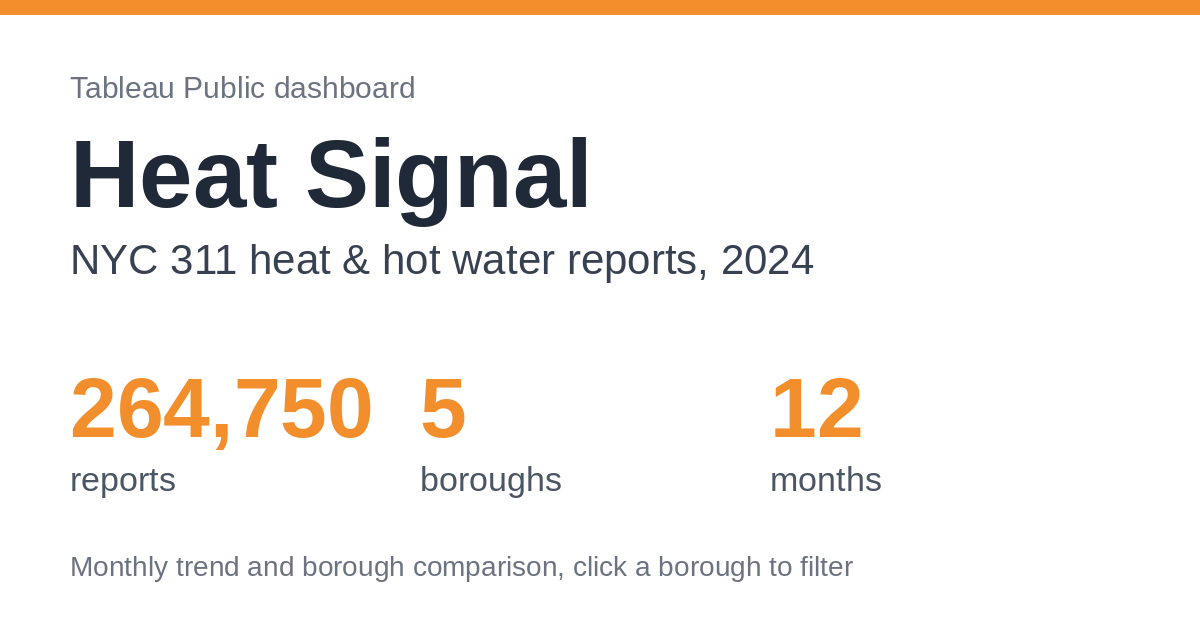 Tableau Public dashboard
Heat Signal
NYC 311 heat & hot water reports, 2024
264,750 5 12
reports boroughs months
Monthly trend and borough comparison, click a borough to filter